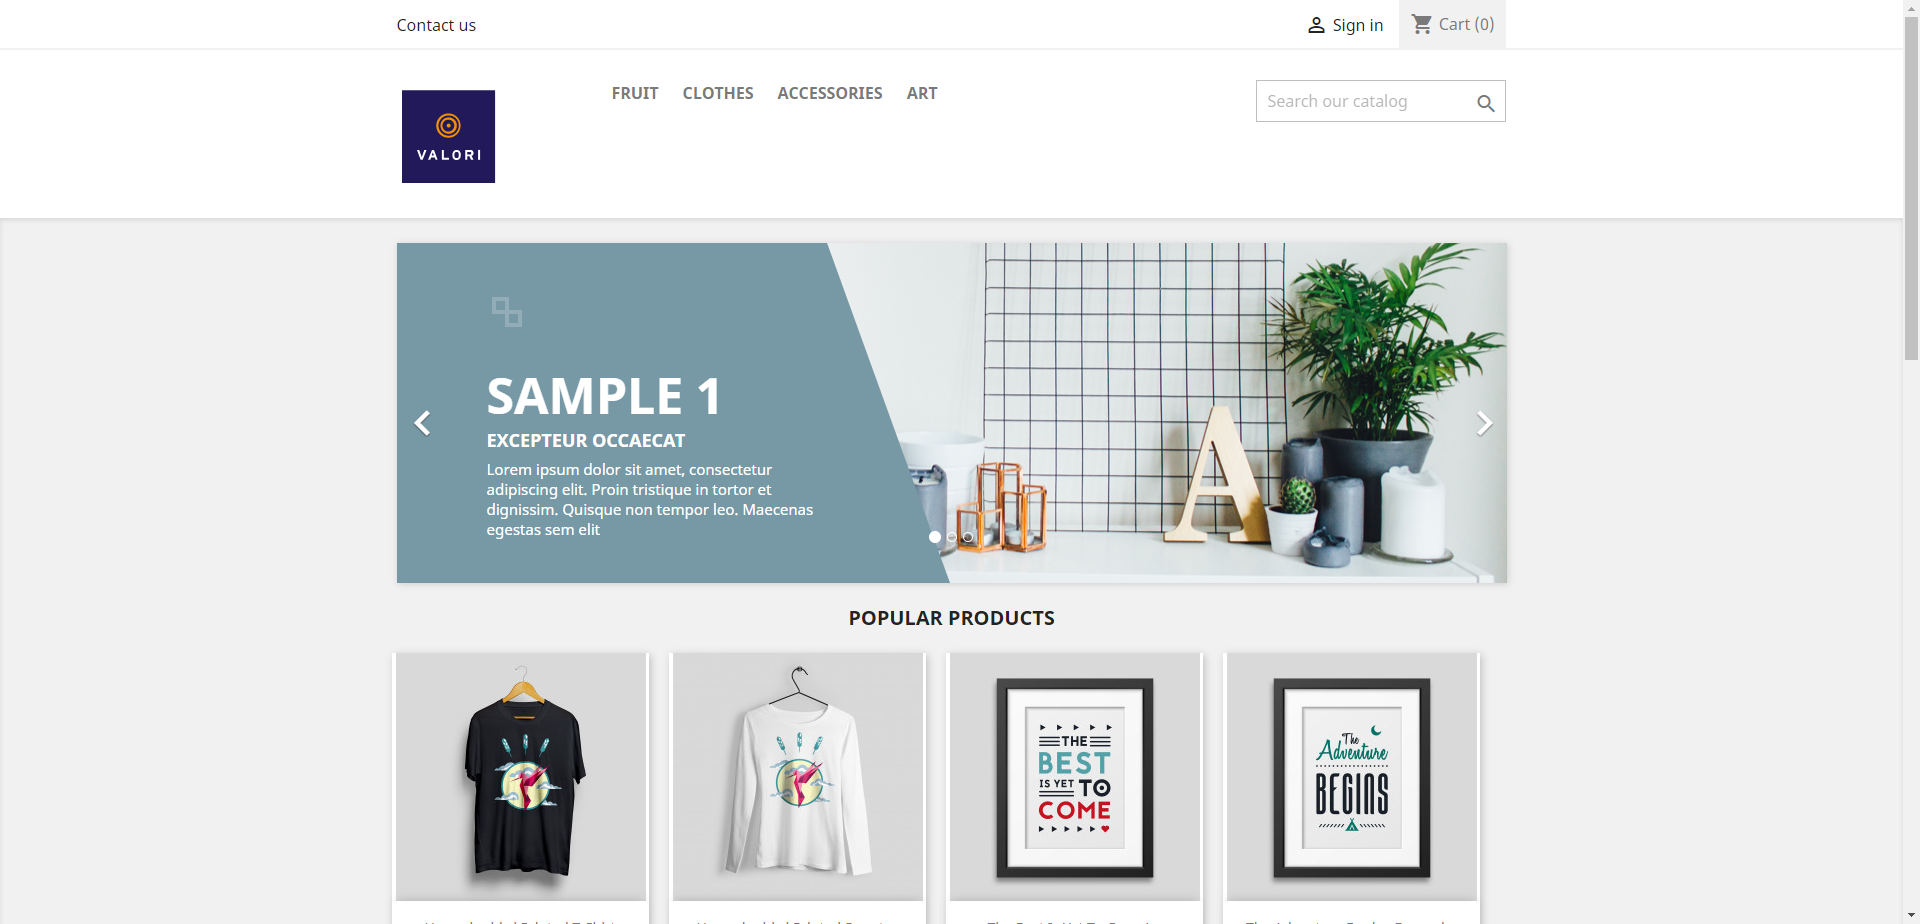 Contact us
Sign in
Cart (0)
VALORI
FRUIT CLOTHES ACCESSORIES ART
Search our catalog
SAMPLE 1
EXCEPTEUR OCCAECAT
Lorem ipsum dolor sit amet, consectetur
adipiscing elit. Proin tristique in tortor et
dignissim. Quisque non tempor leo. Maecenas
egestas sem elit
A
POPULAR PRODUCTS
THE
BEST
IS YET TO
COME
The
Adventure
BEGINS